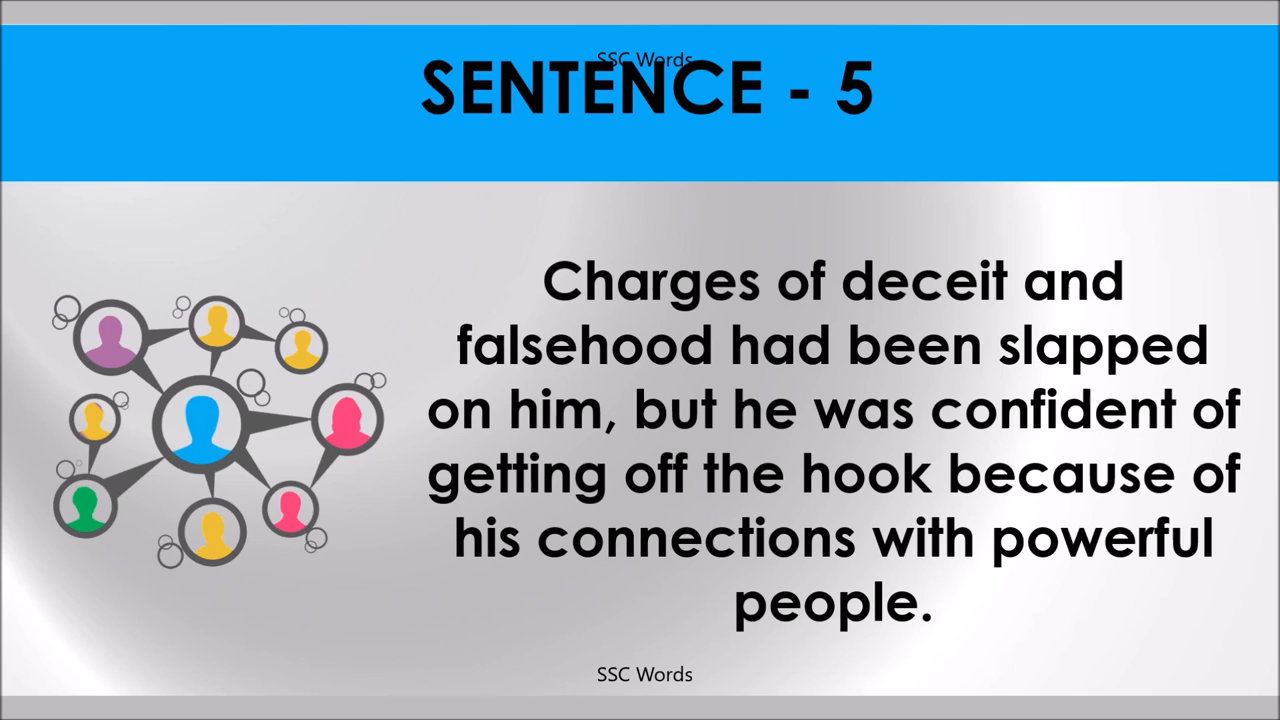 SSC Words
SENTENCE - 5
Charges of deceit and
falsehood had been slapped
on him, but he was confident of
getting off the hook because of
his connections with powerful
people.
SSC Words